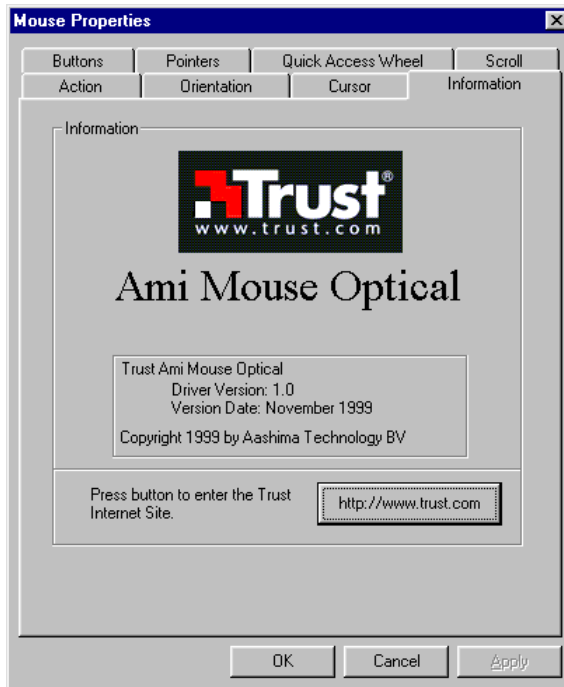 Mouse Properties
Buttons Pointers Quick Access Wheel Scroll
Action Orientation Cursor Information
Information
Trust®
www.trust.com
Ami Mouse Optical
Trust Ami Mouse Optical
Driver Version: 1.0
Version Date: November 1999
Copyright 1999 by Aashima Technology BV
Press button to enter the Trust
Internet Site.
http://www.trust.com
OK Cancel Apply